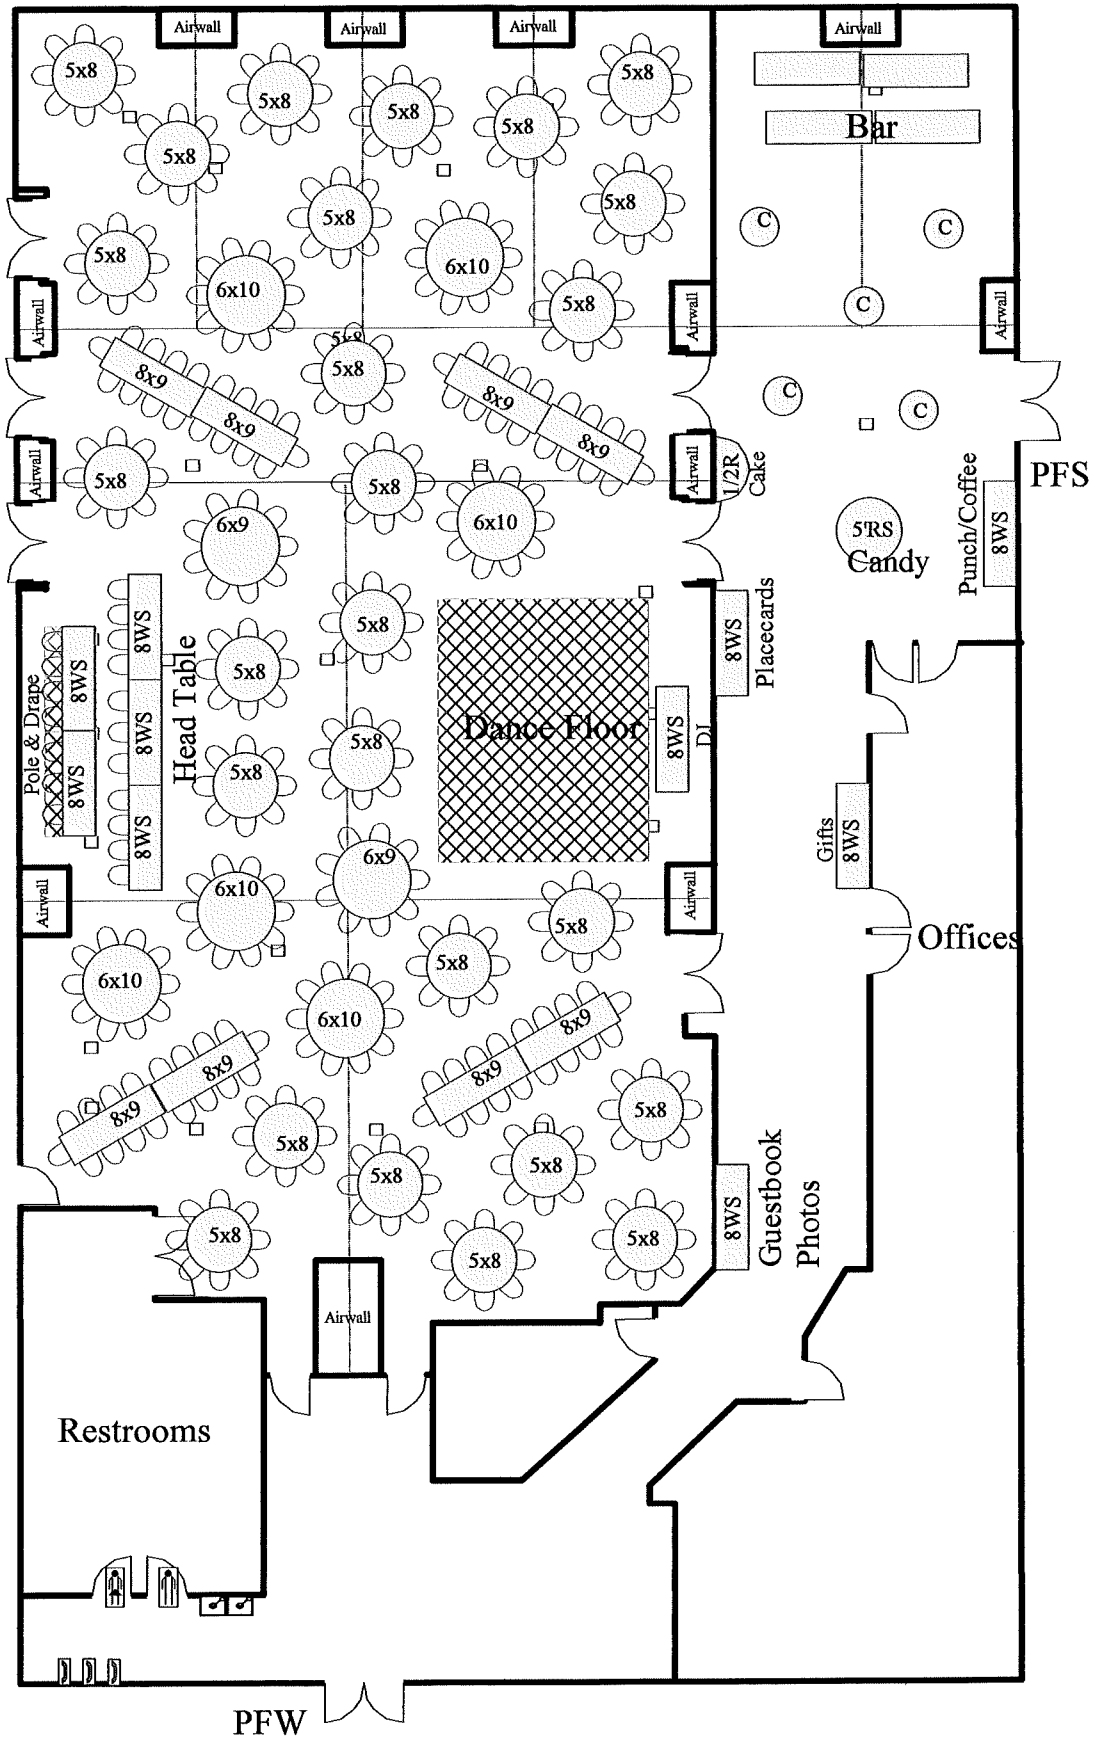 Airwall
Airwall
Airwall
Airwall
5x8
5x8
5x8
5x8
5x8
5x8
Bar
5x8
5x8
C
C
5x8
6x10
6x10
5x8
C
Airwall
Airwall
Airwall
5x8
5x8
8x9
8x9
8x9
8x9
C
C
Airwall
5x8
5x8
Airwall
1/2R
Cake
PFS
6x9
6x10
5'RS
Candy
8WS
Punch/Coffee
5x8
8WS
Placecards
Pole & Drape
8WS
8WS
8WS
8WS
8WS
Head Table
5x8
5x8
5x8
Dance Floor
8WS
DJ
Gifts
8WS
6x9
6x10
Airwall
Airwall
5x8
5x8
Offices
6x10
6x10
8x9
8x9
8x9
8x9
5x8
5x8
5x8
5x8
8WS
Guestbook
Photos
5x8
5x8
5x8
Airwall
Restrooms
PFW